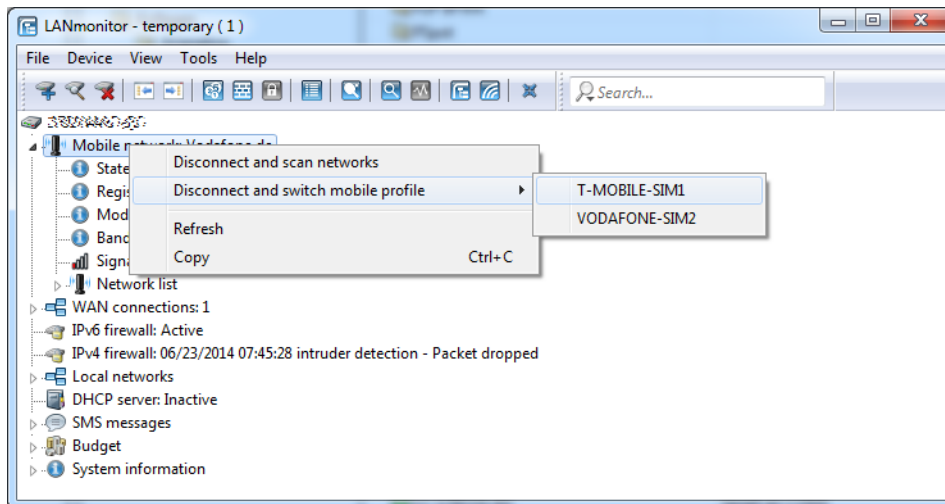 LANmonitor - temporary ( 1 )
File Device View Tools Help
Search...
Mobile network: Vodafone.de
Disconnect and scan networks
State
Disconnect and switch mobile profile
T-MOBILE-SIM1
Regis
Mod
VODAFONE-SIM2
Refresh
Band
Copy Ctrl+C
Signa
Network list
WAN connections: 1
IPv6 firewall: Active
IPv4 firewall: 06/23/2014 07:45:28 intruder detection - Packet dropped
Local networks
DHCP server: Inactive
SMS messages
Budget
System information